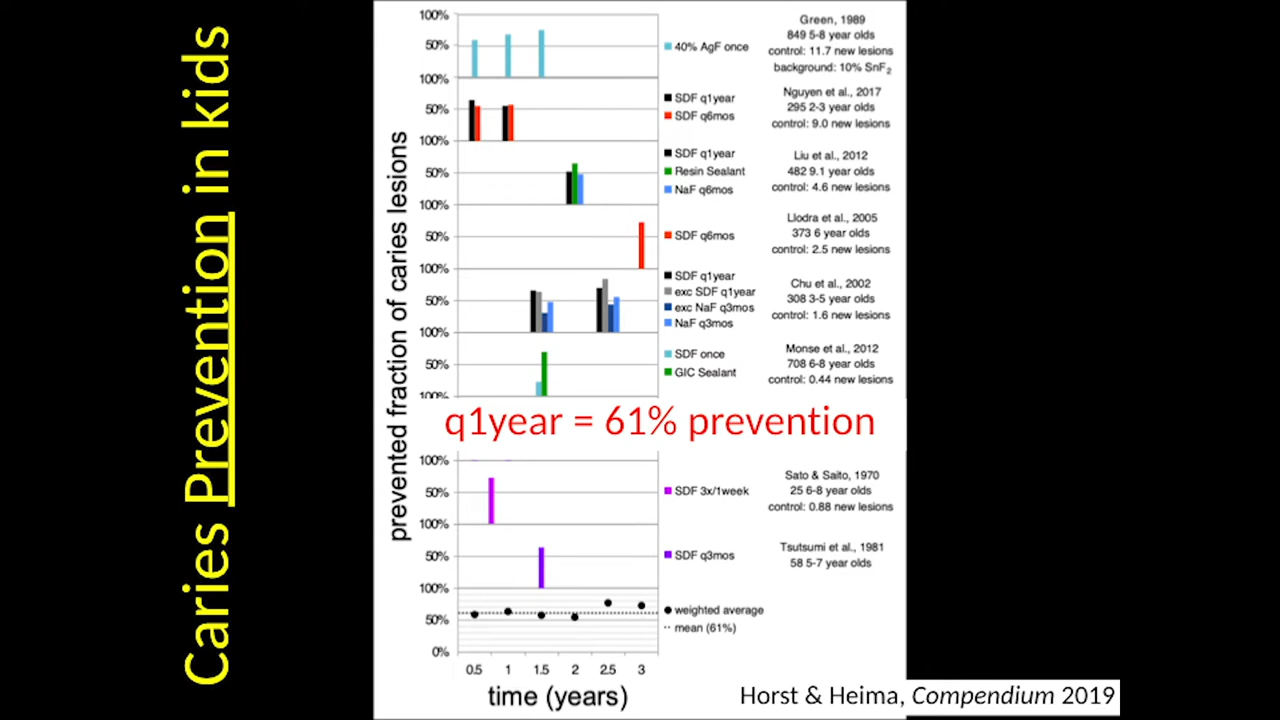 Caries Prevention in kids
prevented fraction of caries lesions
100%
50%
100%
50%
100%
50%
100%
50%
100%
50%
100%
50%
100%
40% AgF once
Green, 1989
849 5-8 year olds
control: 11.7 new lesions
background: 10% SnF2
SDF q1year
SDF q6mos
Nguyen et al., 2017
295 2-3 year olds
control: 9.0 new lesions
SDF q1year
Resin Sealant
NaF q6mos
Liu et al., 2012
482 9.1 year olds
control: 4.6 new lesions
SDF q6mos
Llodra et al., 2005
373 6 year olds
control: 2.5 new lesions
SDF q1year
exc SDF q1year
exc NaF q3mos
NaF q3mos
Chu et al., 2002
308 3-5 year olds
control: 1.6 new lesions
SDF once
GIC Sealant
Monse et al., 2012
708 6-8 year olds
control: 0.44 new lesions
q1year = 61% prevention
100%
50%
100%
50%
100%
50%
0%
SDF 3x/1week
Sato & Saito, 1970
25 6-8 year olds
control: 0.88 new lesions
SDF q3mos
Tsutsumi et al., 1981
58 5-7 year olds
weighted average
mean (61%)
0.5 1 1.5 2 2.5 3
time (years)
Horst & Heima, Compendium 2019